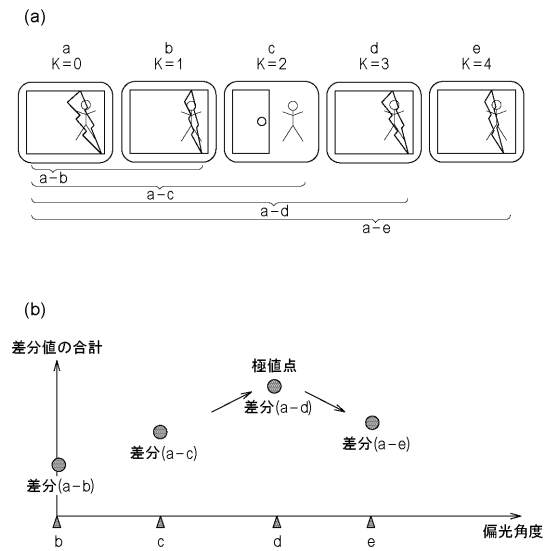 (a)
a b c d e
K=0 K=1 K=2 K=3 K=4
a-b
a-c
a-d
a-e
(b)
差分値の合計
極値点
差分(a-d)
差分(a-c)
差分(a-e)
差分(a-b)
偏光角度
b c d e